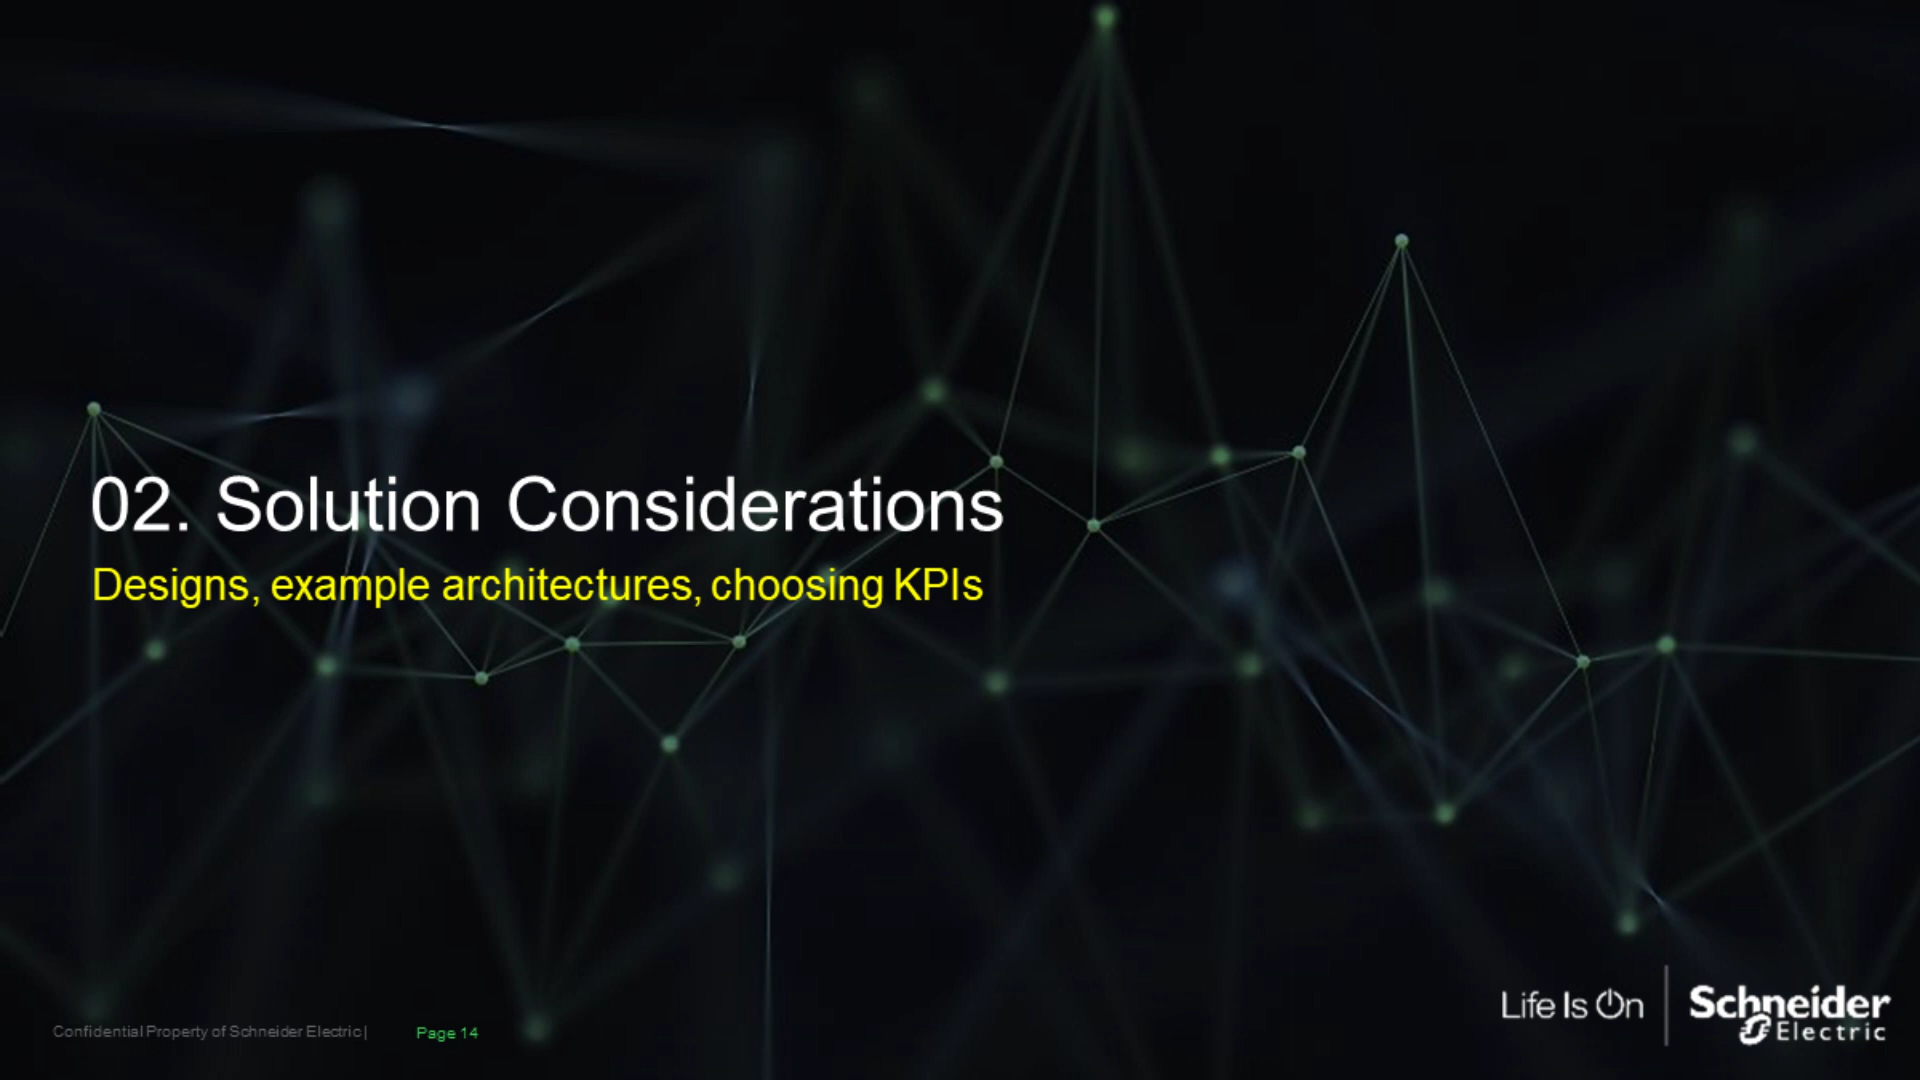 02. Solution Considerations
Designs, example architectures, choosing KPIs
Confidential Property of Schneider Electric |
Page 14
Life Is On
Schneider
Electric